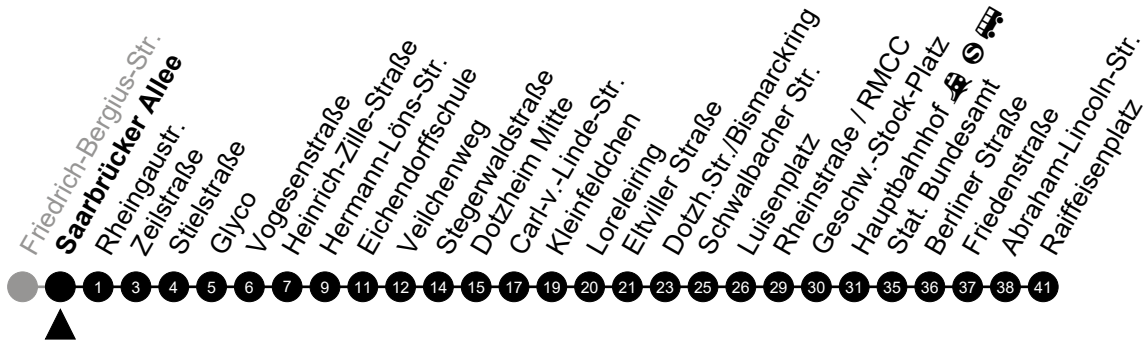 Friedrich-Bergius-Str.
Saarbrücker Allee
Rheingaustr.
Zeilstraße
Stielstraße
Glyco
Vogesenstraße
Heinrich-Zille-Straße
Hermann-Löns-Str.
Eichendorffschule
Veilchenweg
Stegerwaldstraße
Dotzheim Mitte
Carl-v.-Linde-Str.
Kleinfeldchen
Loreleiring
Eltviller Straße
Dotzh.Str./Bismarckring
Schwalbacher Str.
Luisenplatz
Rheinstraße / RMCC
Geschw.-Stock-Platz
Hauptbahnhof S
Stat. Bundesamt
Berliner Straße
Friedenstraße
Abraham-Lincoln-Str.
Raiffeisenplatz
1 3 4 5 6 7 9 11 12 14 15 17 19 20 21 23 25 26 29 30 31 35 36 37 38 41